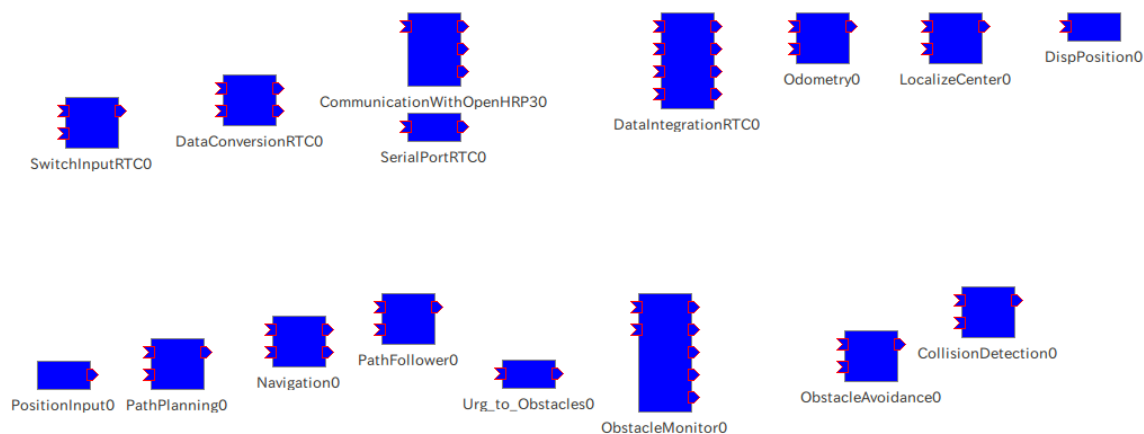 Odometry0
LocalizeCenter0
DispPosition0
CommunicationWithOpenHRP30
DataIntegrationRTC0
DataConversionRTC0
SwitchInputRTC0
SerialPortRTC0
PositionInput0
PathPlanning0
Navigation0
PathFollower0
Urg_to_Obstacles0
ObstacleMonitor0
ObstacleAvoidance0
CollisionDetection0